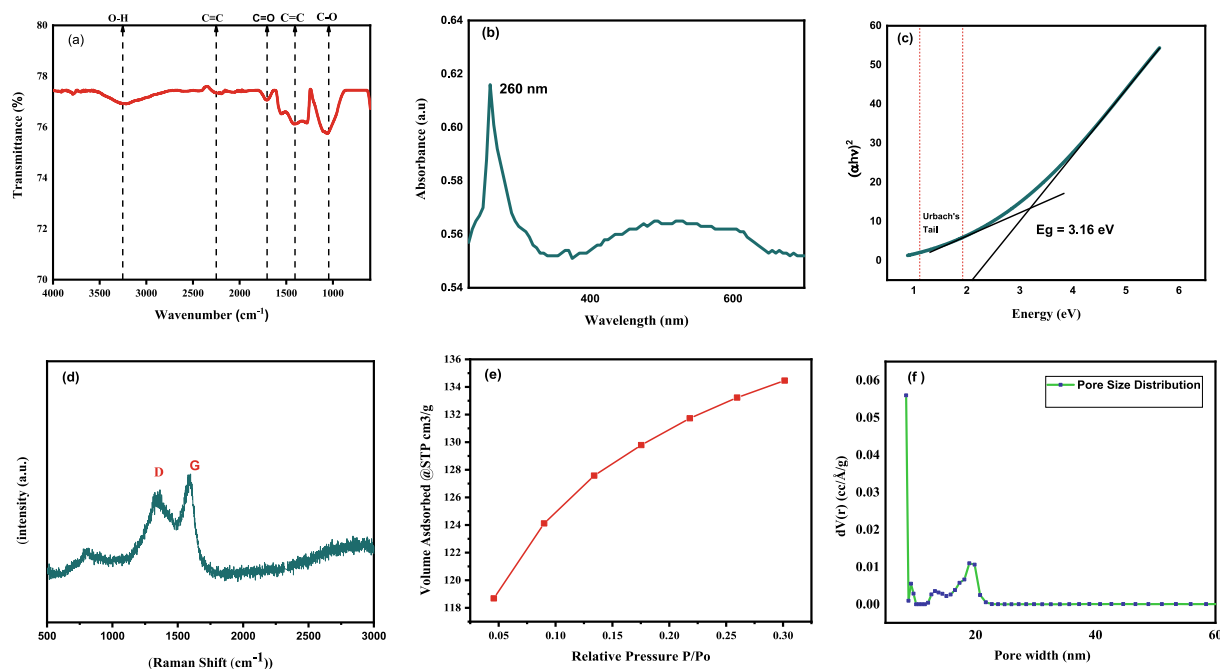 O-H C=C C=O C=C C-O
(a)
80
78
76
74
72
70
Transmittance (%)
4000 3500 3000 2500 2000 1500 1000
Wavenumber (cm-1)
(b)
260 nm
0.64
0.62
0.60
0.58
0.56
0.54
Absorbance (a.u)
400 600
Wavelength (nm)
(c)
60
50
40
30
20
10
0
(αhν)2
Urbach's
Tail
Eg = 3.16 eV
1 2 3 4 5 6
Energy (eV)
(d)
D G
(intensity (a.u.)
500 1000 1500 2000 2500 3000
(Raman Shift (cm-1))
(e)
136
134
132
130
128
126
124
122
120
118
Volume Asdsorbed @STP cm3/g
0.05 0.10 0.15 0.20 0.25 0.30
Relative Pressure P/Po
(f )
Pore Size Distribution
0.06
0.05
0.04
0.03
0.02
0.01
0.00
dV(r) (cc/Å/g)
20 40 60
Pore width (nm)